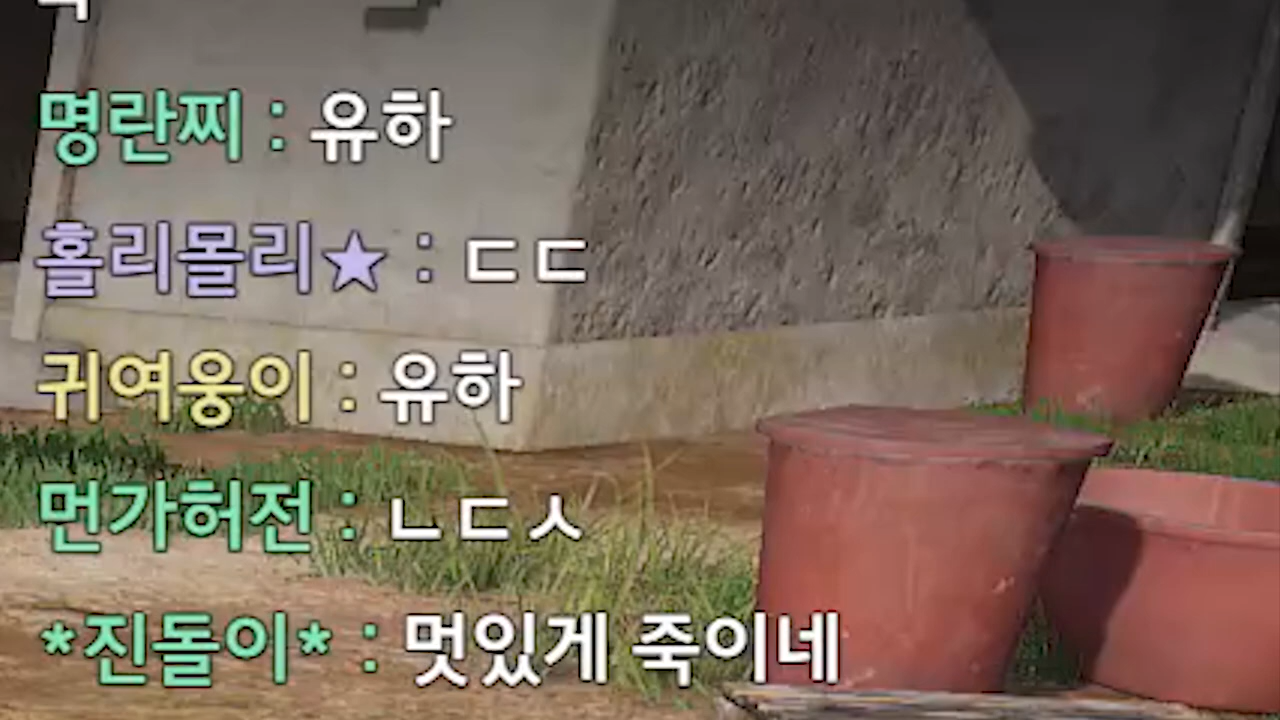 명란찌 : 유하
홀리몰리★ : ㄷㄷ
귀여웅이 : 유하
먼가허전 : ㄴㄷㅅ
*진돌이* : 멋있게 죽이네